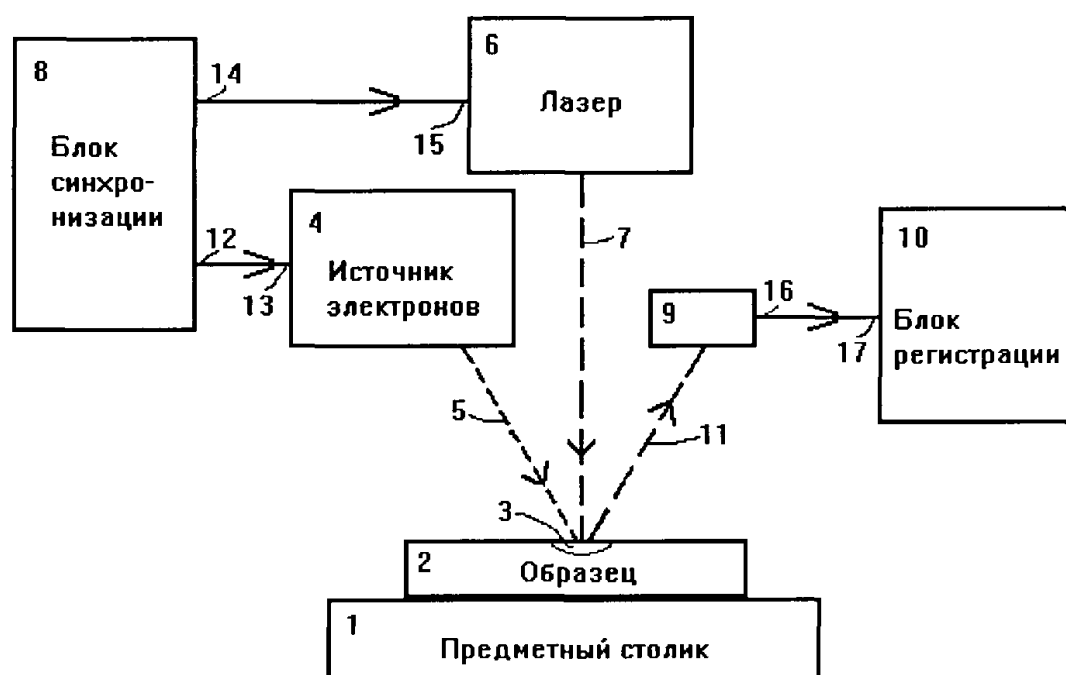 8
Блок
синхро-
низации
14
15
6
Лазер
12
13
4
Источник
электронов
7
5
9
16
17
10
Блок
регистрации
11
3
2
Образец
1
Предметный столик